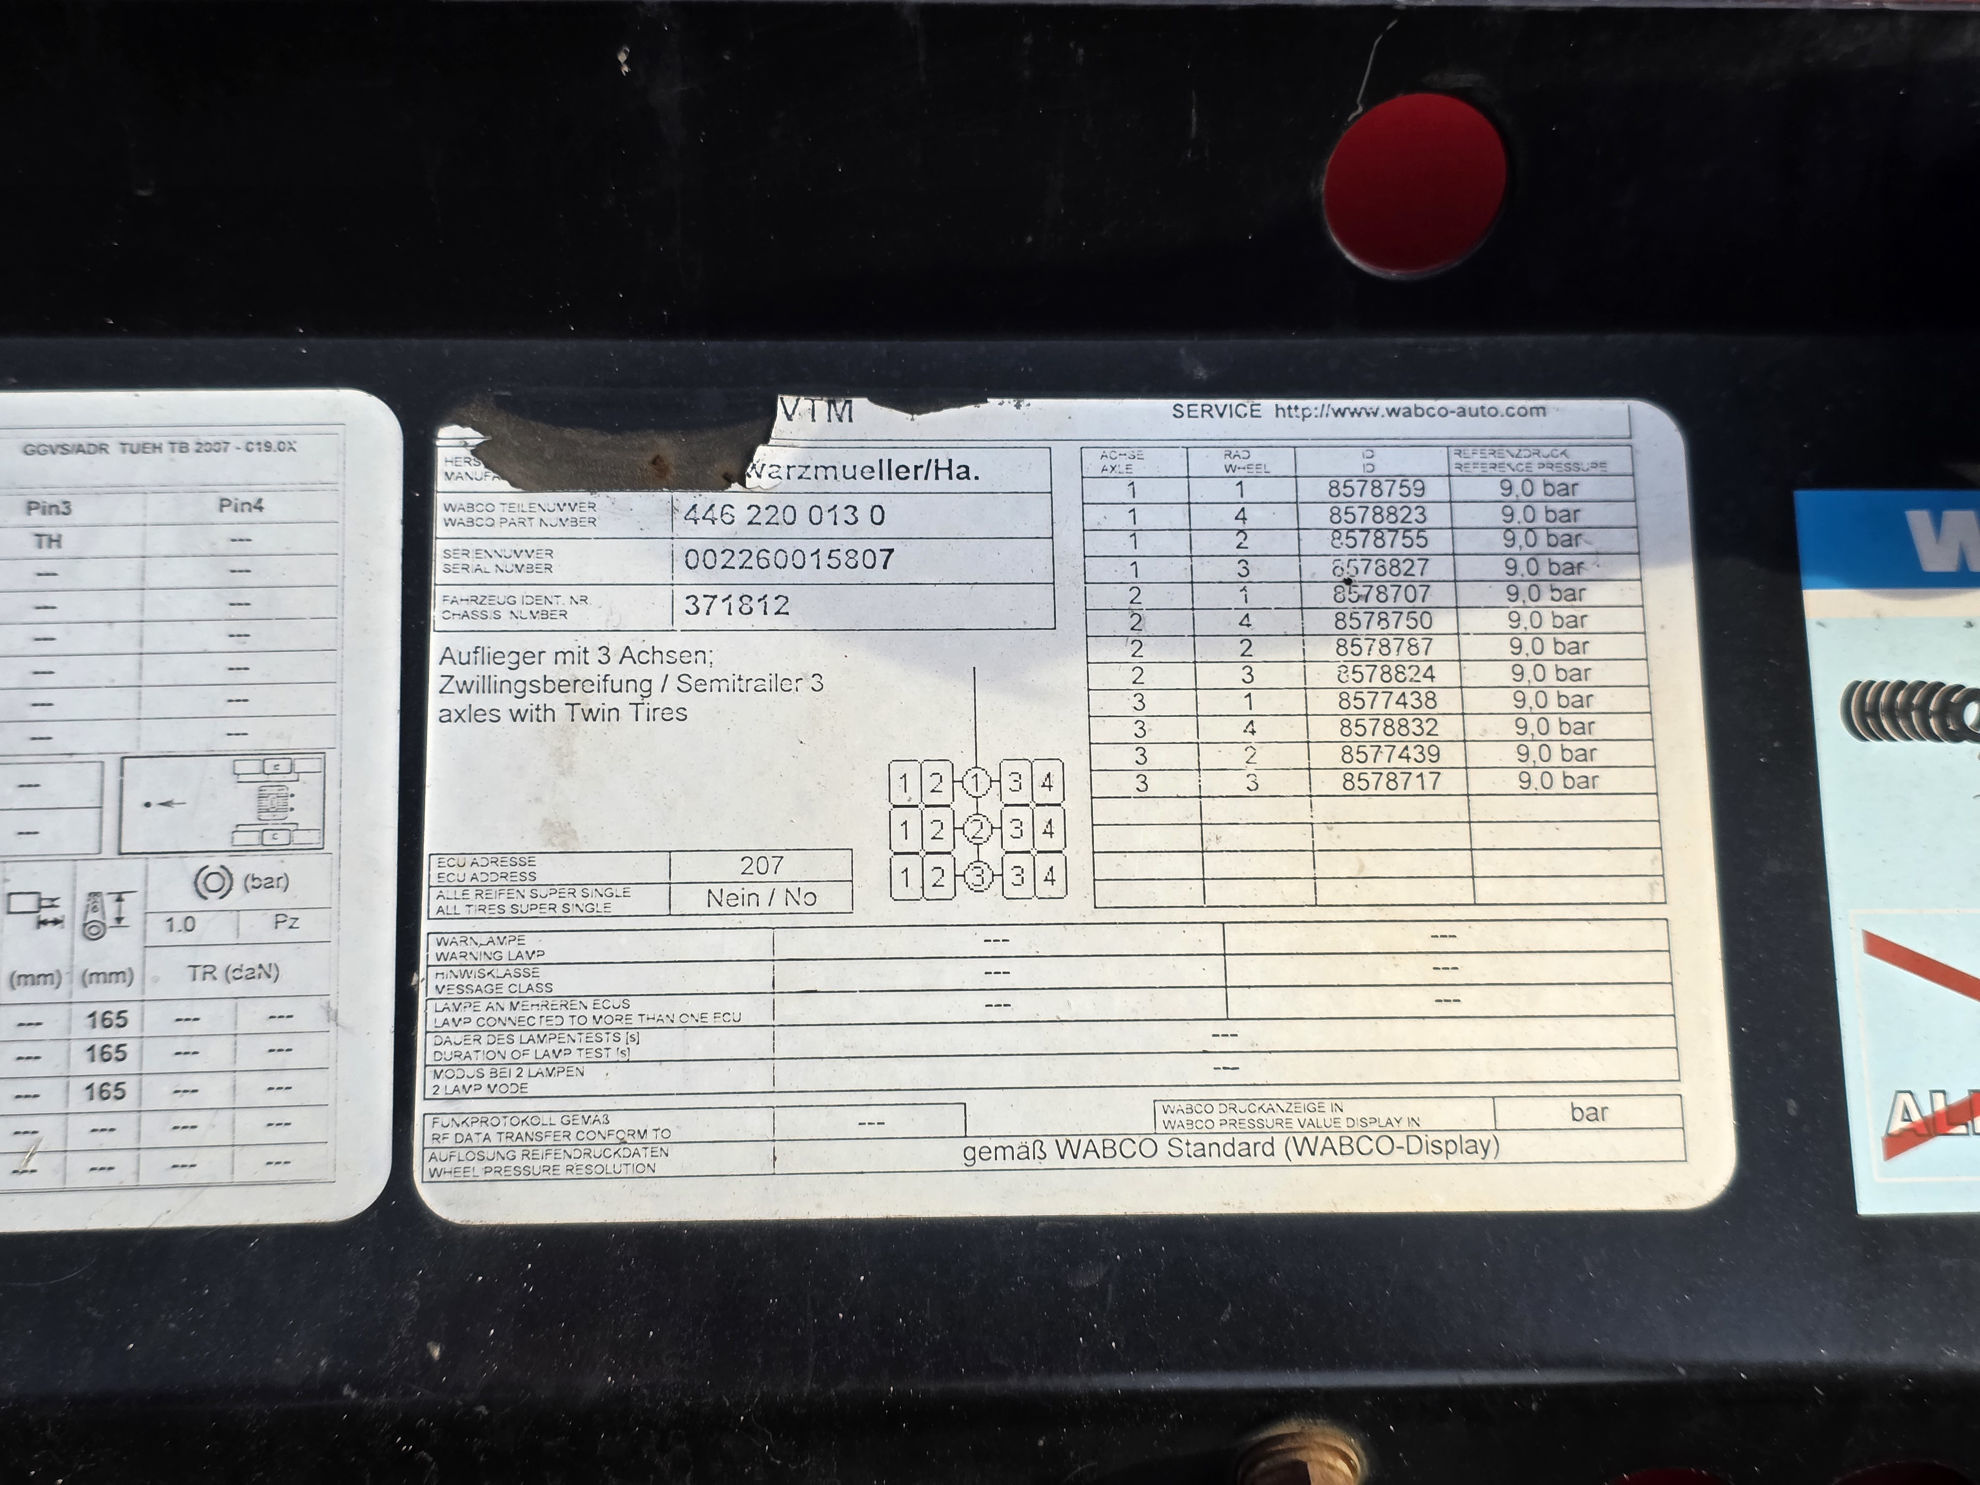 GGVS/ADR TUEH TB 2007 - 019.0X
Pin3 Pin4
TH ---
--- ---
--- ---
--- ---
--- ---
--- ---
--- ---
---
---
C
C
(bar)
1.0 Pz
(mm) (mm) TR (daN)
--- 165 --- ---
--- 165 --- ---
--- 165 --- ---
--- --- --- ---
--- --- --- ---
VTM
SERVICE http://www.wabco-auto.com
warzmueller/Ha.
WABCO TEILENUMMER
WABCO PART NUMBER
446 220 013 0
SERIENNUMMER
SERIAL NUMBER
002260015807
FAHRZEUG IDENT. NR.
CHASSIS NUMBER
371812
Auflieger mit 3 Achsen;
Zwillingsbereifung / Semitrailer 3
axles with Twin Tires
1 2 1 3 4
1 2 2 3 4
1 2 3 3 4
ECU ADRESSE
ECU ADDRESS
207
ALLE REIFEN SUPER SINGLE
ALL TIRES SUPER SINGLE
Nein / No
ACHSE RAD ID REFERENZDRUCK
AXLE WHEEL ID REFERENCE PRESSURE
1 1 8578759 9,0 bar
1 4 8578823 9,0 bar
1 2 8578755 9,0 bar
1 3 8578827 9,0 bar
2 1 8578707 9,0 bar
2 4 8578750 9,0 bar
2 2 8578787 9,0 bar
2 3 8578824 9,0 bar
3 1 8577438 9,0 bar
3 4 8578832 9,0 bar
3 2 8577439 9,0 bar
3 3 8578717 9,0 bar
WARNLAMPE
WARNING LAMP
--- ---
HINWISKLASSE
MESSAGE CLASS
--- ---
LAMPE AN MEHREREN ECUS
LAMP CONNECTED TO MORE THAN ONE ECU
--- ---
DAUER DES LAMPENTESTS [s]
DURATION OF LAMP TEST [s]
---
MODUS BEI 2 LAMPEN
2 LAMP MODE
---
FUNKPROTOKOLL GEMÄß
RF DATA TRANSFER CONFORM TO
---
WABCO DRUCKANZEIGE IN
WABCO PRESSURE VALUE DISPLAY IN
bar
AUFLÖSUNG REIFENDRUCKDATEN
WHEEL PRESSURE RESOLUTION
gemäß WABCO Standard (WABCO-Display)